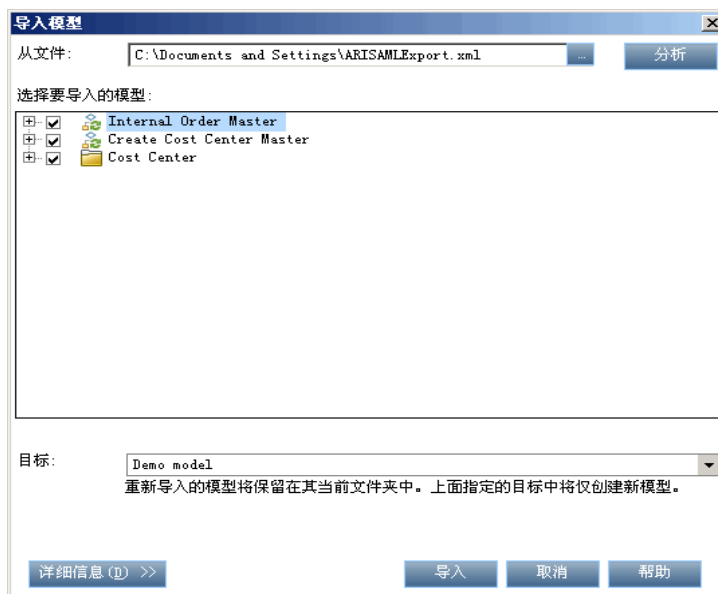 导入模型
从文件: C:\Documents and Settings\ARISAMLExport.xml ... 分析
选择要导入的模型:
Internal Order Master
Create Cost Center Master
Cost Center
目标: Demo model
重新导入的模型将保留在其当前文件夹中。上面指定的目标中将仅创建新模型。
详细信息(D) >> 导入 取消 帮助